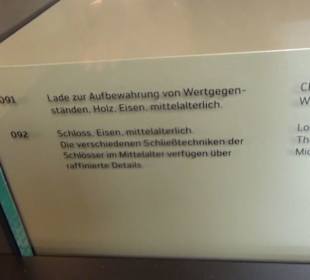 091 Lade zur Aufbewahrung von Wertgegen-
ständen, Holz, Eisen, mittelalterlich.
092 Schloss, Eisen, mittelalterlich.
Die verschiedenen Schließtechniken der
Schlösser im Mittelalter verfügen über
raffinierte Details.